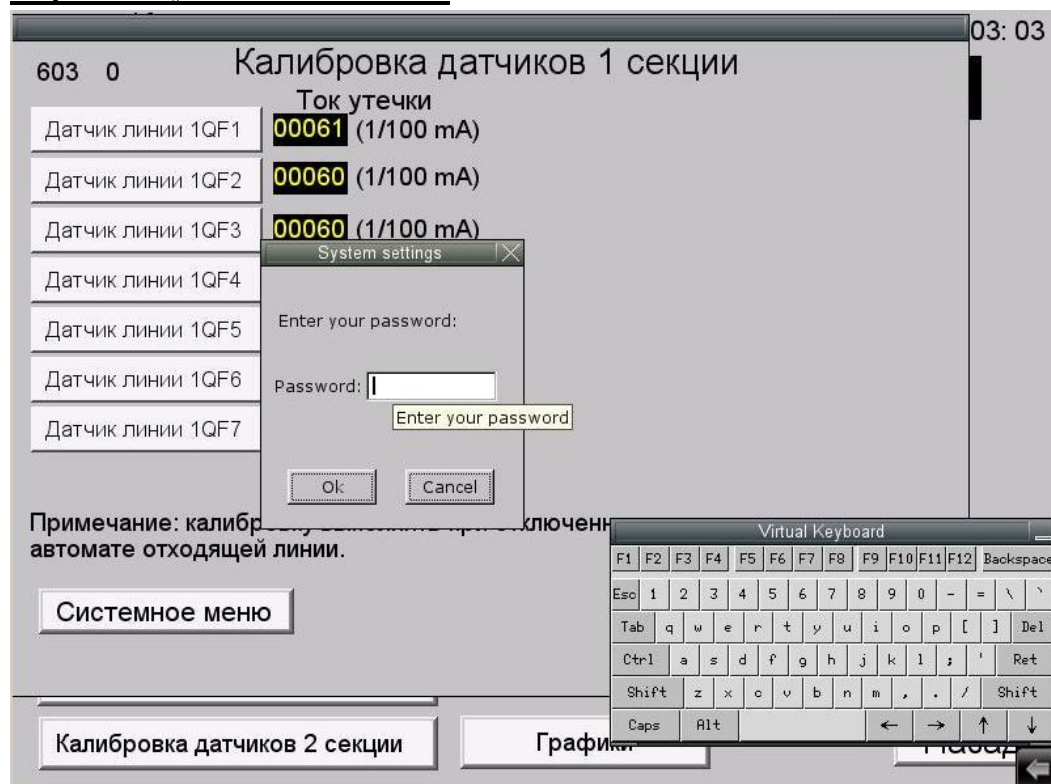 03: 03
603 0 Калибровка датчиков 1 секции
Ток утечки
Датчик линии 1QF1 00061 (1/100 mA)
Датчик линии 1QF2 00060 (1/100 mA)
Датчик линии 1QF3 00060 (1/100 mA)
System settings
Датчик линии 1QF4
Датчик линии 1QF5
Enter your password:
Датчик линии 1QF6
Password:
Enter your password
Датчик линии 1QF7
Ok Cancel
Примечание:
автомате отходящей линии.
Virtual Keyboard
F1 F2 F3 F4 F5 F6 F7 F8 F9 F10 F11 F12 Backspace
Esc 1 2 3 4 5 6 7 8 9 0 - = \ `
Tab q w e r t y u i o p [ ] Del
Ctrl a s d f g h j k l ; ' Ret
Shift z x c v b n m , . / Shift
Caps Alt ← → ↑ ↓
Системное меню
Калибровка датчиков 2 секции